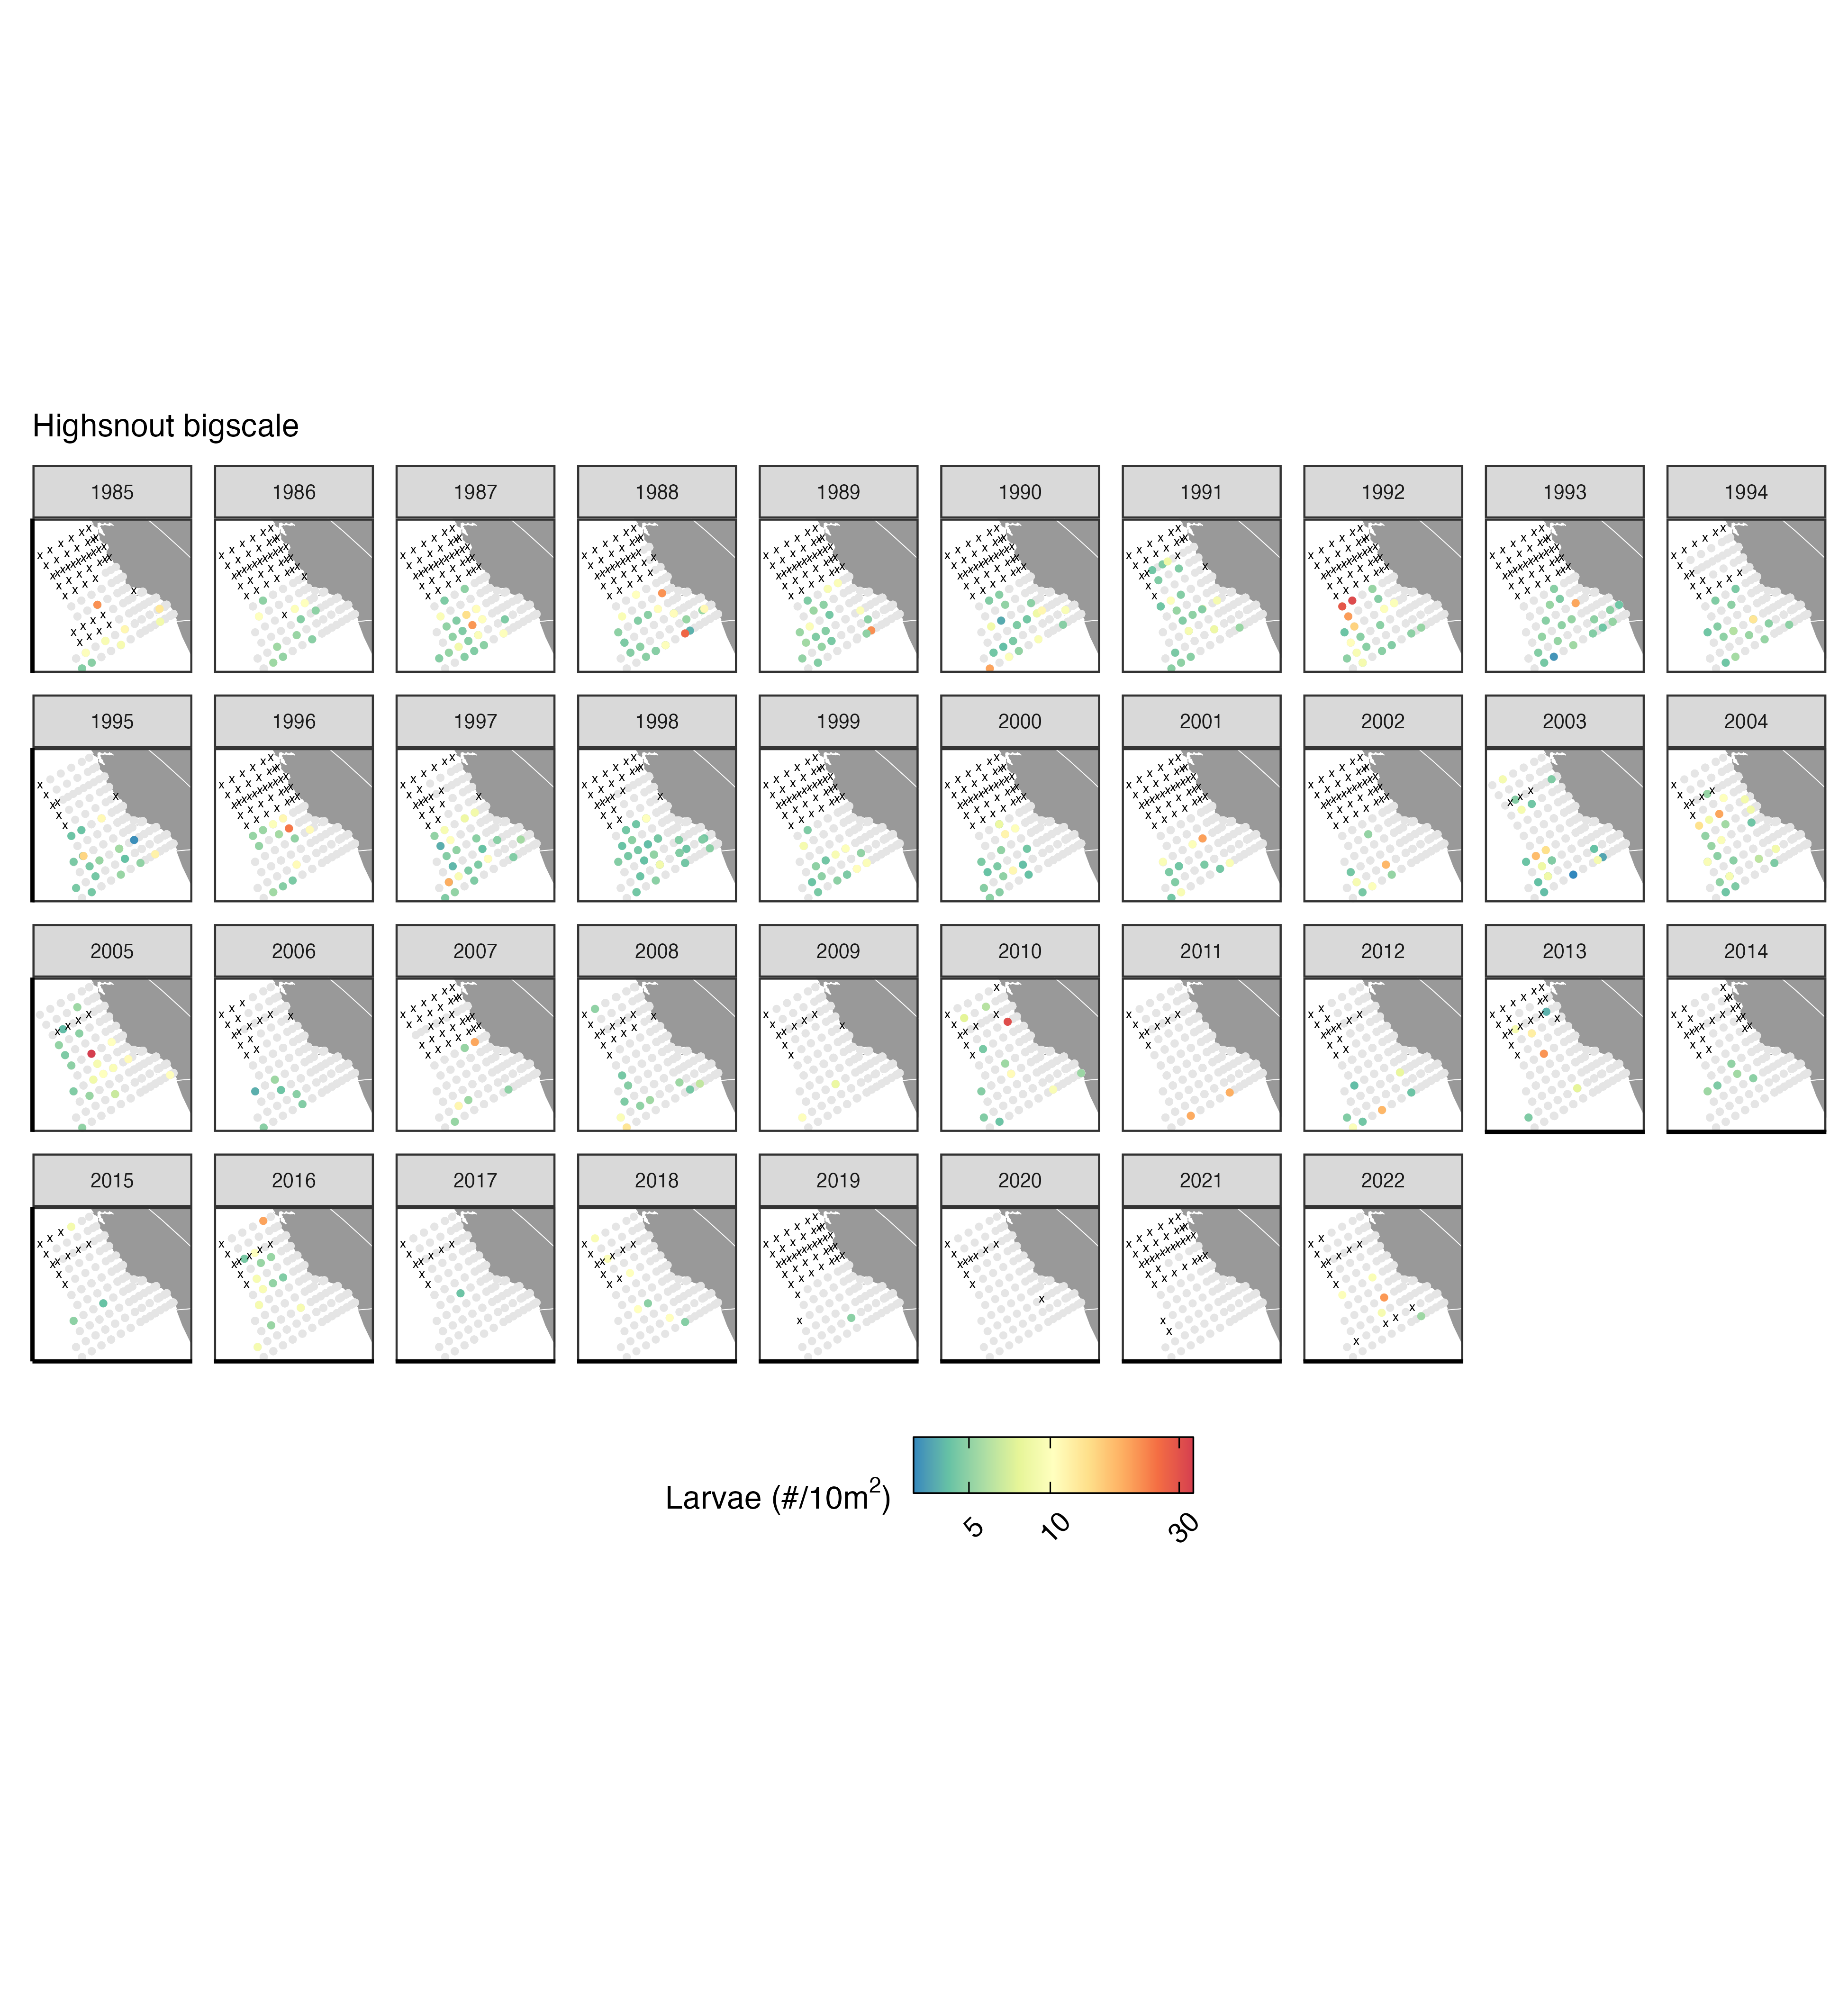 Highsnout bigscale
1985 1986 1987 1988 1989 1990 1991 1992 1993 1994
1995 1996 1997 1998 1999 2000 2001 2002 2003 2004
2005 2006 2007 2008 2009 2010 2011 2012 2013 2014
2015 2016 2017 2018 2019 2020 2021 2022
Larvae (#/10m²)
5 10 30